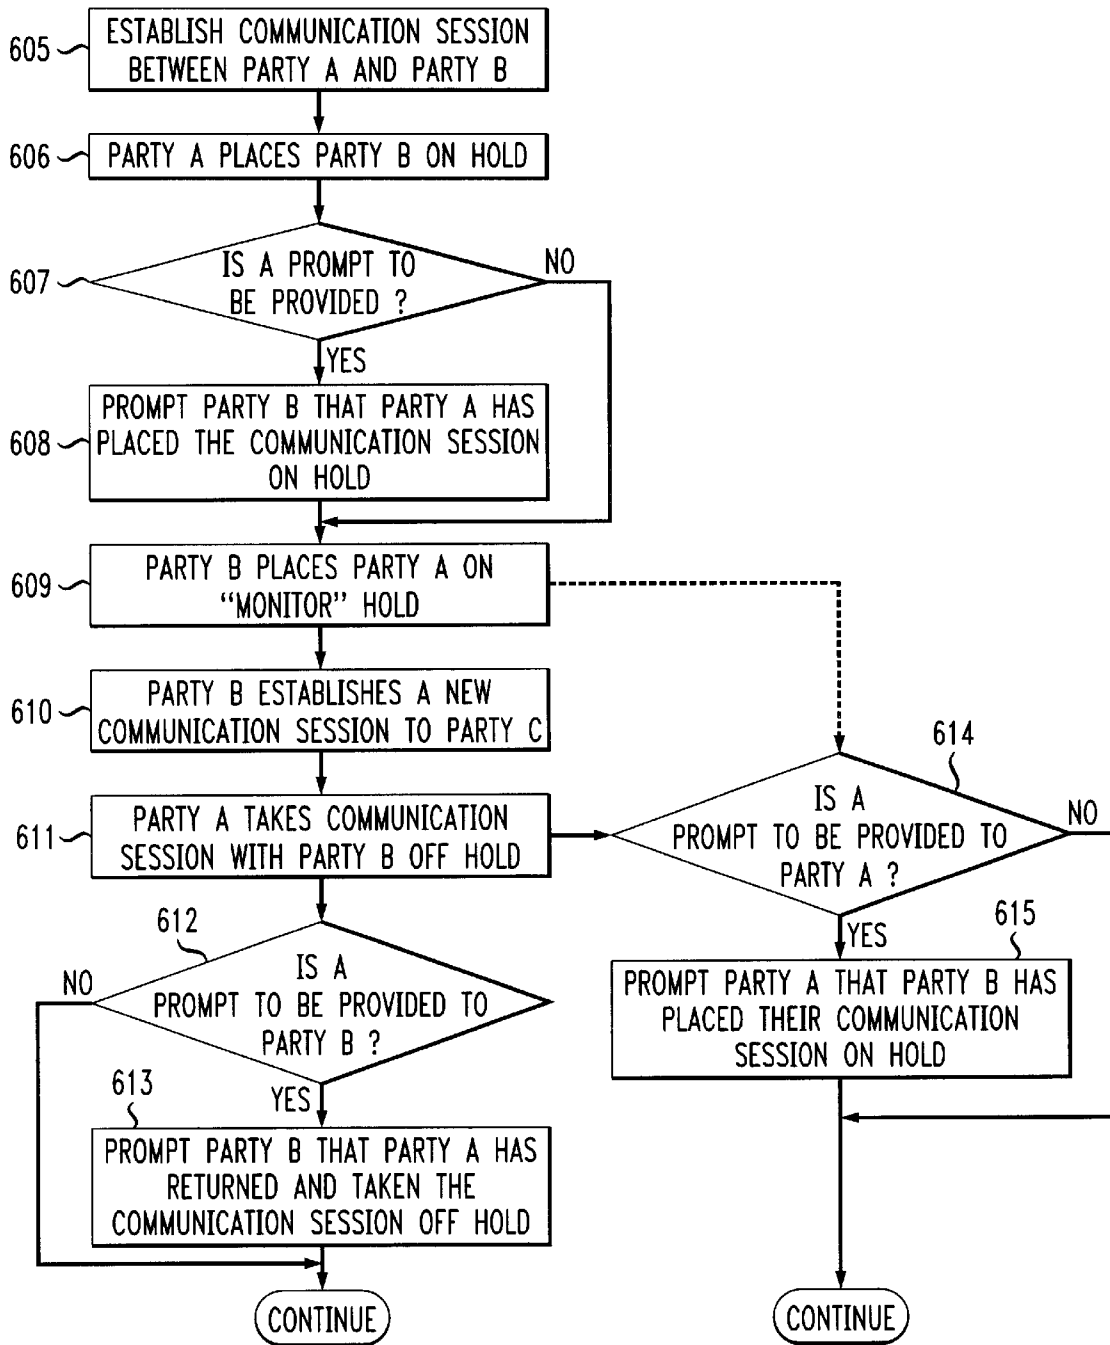 605
ESTABLISH COMMUNICATION SESSION
BETWEEN PARTY A AND PARTY B
606
PARTY A PLACES PARTY B ON HOLD
607
IS A PROMPT TO
BE PROVIDED ?
NO
YES
608
PROMPT PARTY B THAT PARTY A HAS
PLACED THE COMMUNICATION SESSION
ON HOLD
609
PARTY B PLACES PARTY A ON
“MONITOR” HOLD
610
PARTY B ESTABLISHES A NEW
COMMUNICATION SESSION TO PARTY C
611
PARTY A TAKES COMMUNICATION
SESSION WITH PARTY B OFF HOLD
612
IS A
PROMPT TO BE PROVIDED TO
PARTY B ?
NO
YES
613
PROMPT PARTY B THAT PARTY A HAS
RETURNED AND TAKEN THE
COMMUNICATION SESSION OFF HOLD
CONTINUE
614
IS A
PROMPT TO BE PROVIDED TO
PARTY A ?
NO
YES
615
PROMPT PARTY A THAT PARTY B HAS
PLACED THEIR COMMUNICATION
SESSION ON HOLD
CONTINUE